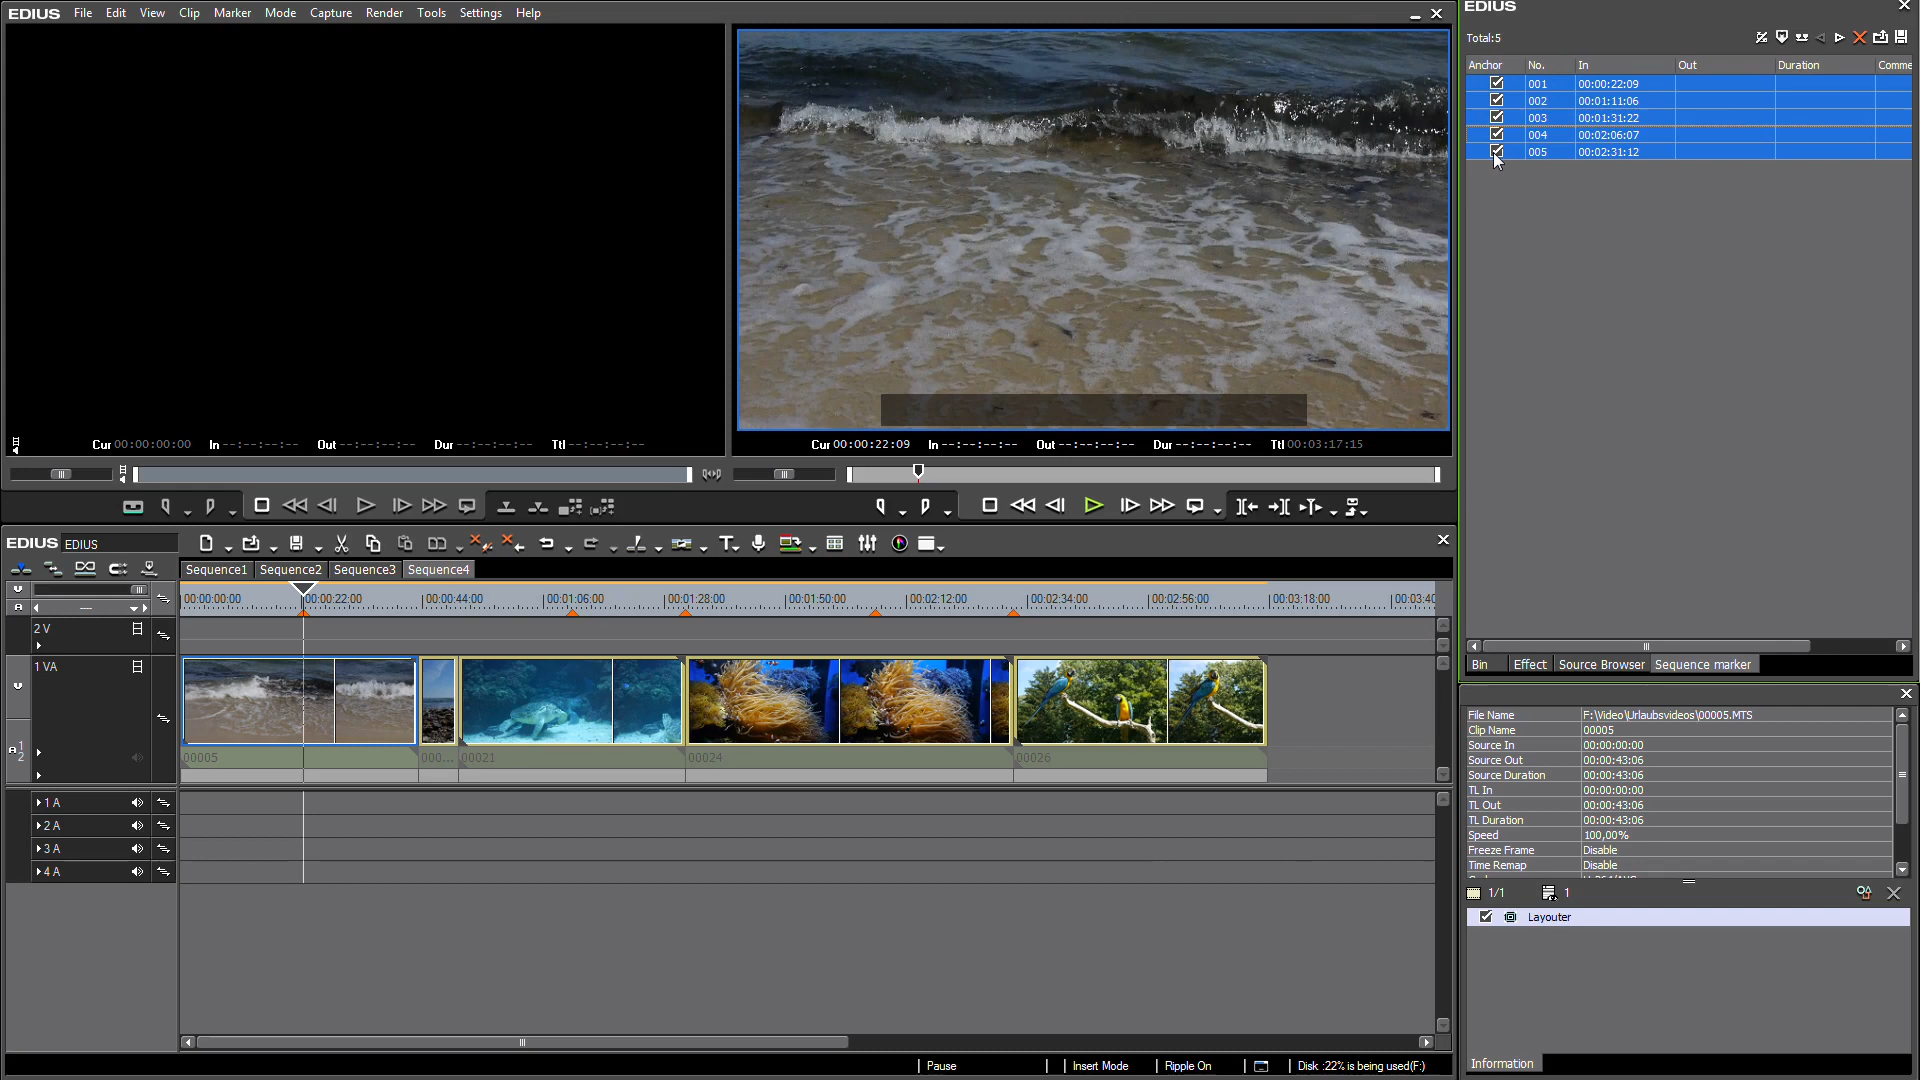 EDIUS File Edit View Clip Marker Mode Capture Render Tools Settings Help
EDIUS
Total:5
Anchor No. In Out Duration Comme
001 00:00:22:09
002 00:01:11:06
003 00:01:31:22
004 00:02:06:07
005 00:02:31:12
Cur 00:00:00:00 In --:--:--:-- Out --:--:--:-- Dur --:--:--:-- Ttl --:--:--:--
Cur 00:00:22:09 In --:--:--:-- Out --:--:--:-- Dur --:--:--:-- Ttl 00:03:17:15
EDIUS EDIUS
Sequence1 Sequence2 Sequence3 Sequence4
00:00:00:00 00:00:22:00 00:00:44:00 00:01:06:00 00:01:28:00 00:01:50:00 00:02:12:00 00:02:34:00 00:02:56:00 00:03:18:00 00:03:40
2 V
1 VA
1
2
00005 000... 00021 00024 00026
1 A
2 A
3 A
4 A
Bin Effect Source Browser Sequence marker
File Name F:\Video\Urlaubsvideos\00005.MTS
Clip Name 00005
Source In 00:00:00:00
Source Out 00:00:43:06
Source Duration 00:00:43:06
TL In 00:00:00:00
TL Out 00:00:43:06
TL Duration 00:00:43:06
Speed 100,00%
Freeze Frame Disable
Time Remap Disable
1/1 1
Layouter
Information
Pause Insert Mode Ripple On Disk :22% is being used(F:)